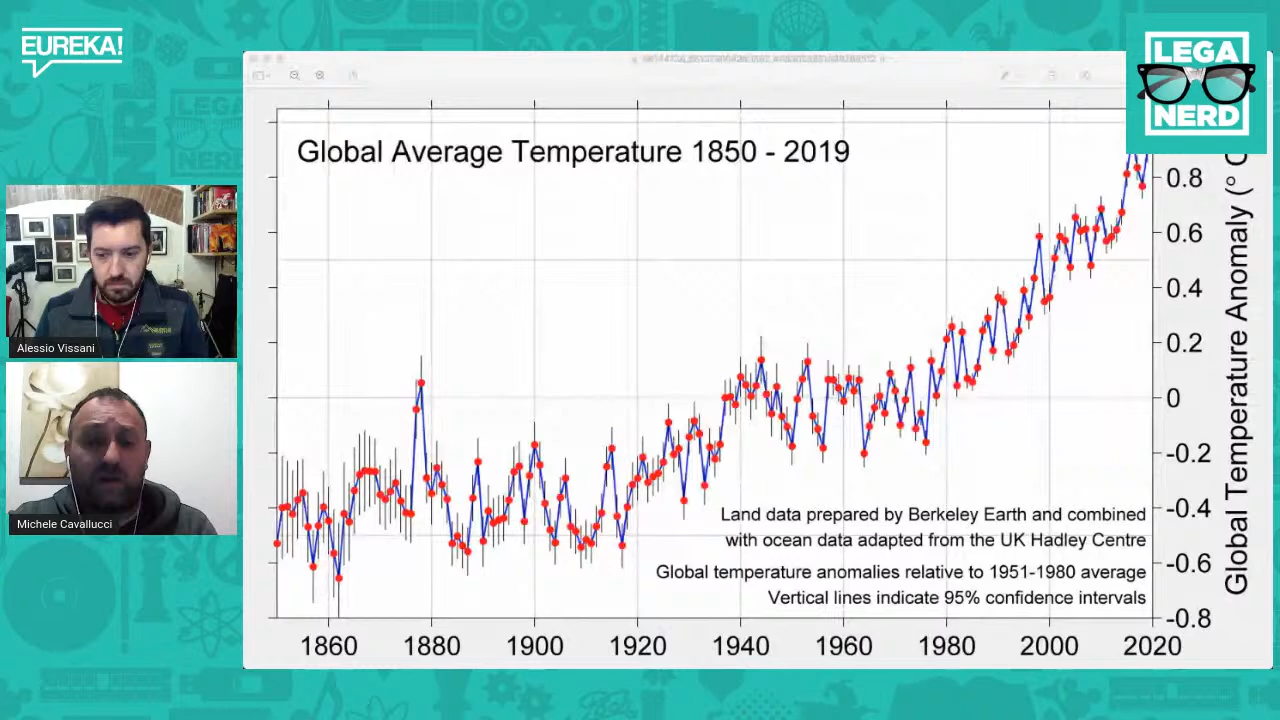 EUREKA!
LEGA
NERD
Global Average Temperature 1850 - 2019
0.8
0.6
0.4
0.2
0
-0.2
-0.4
-0.6
-0.8
Global Temperature Anomaly (°
Land data prepared by Berkeley Earth and combined
with ocean data adapted from the UK Hadley Centre
Global temperature anomalies relative to 1951-1980 average
Vertical lines indicate 95% confidence intervals
1860 1880 1900 1920 1940 1960 1980 2000 2020
Alessio Vissani
Michele Cavallucci